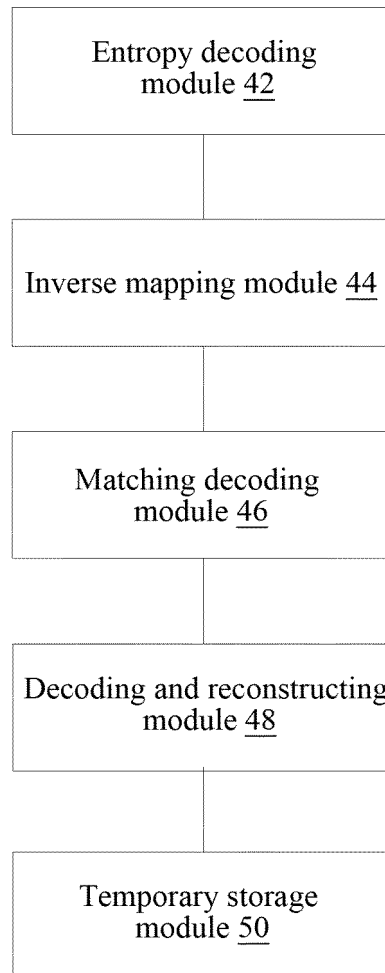 Entropy decoding
module 42
Inverse mapping module 44
Matching decoding
module 46
Decoding and reconstructing
module 48
Temporary storage
module 50